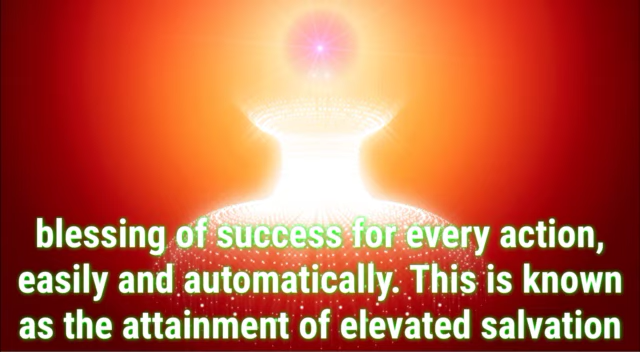 blessing of success for every action,
easily and automatically. This is known
as the attainment of elevated salvation